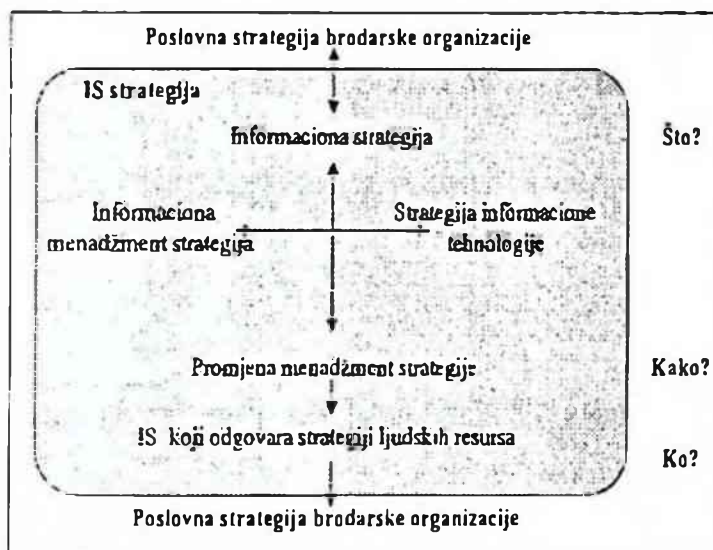 Poslovna strategija brodarske organizacije
IS strategija
Informaciona strategija
Što?
Informaciona
menadžment strategija
Strategija informacione
tehnologije
Promjena menadžment strategije
Kako?
IS koji odgovara strategiji ljudskih resursa
Ko?
Poslovna strategija brodarske organizacije